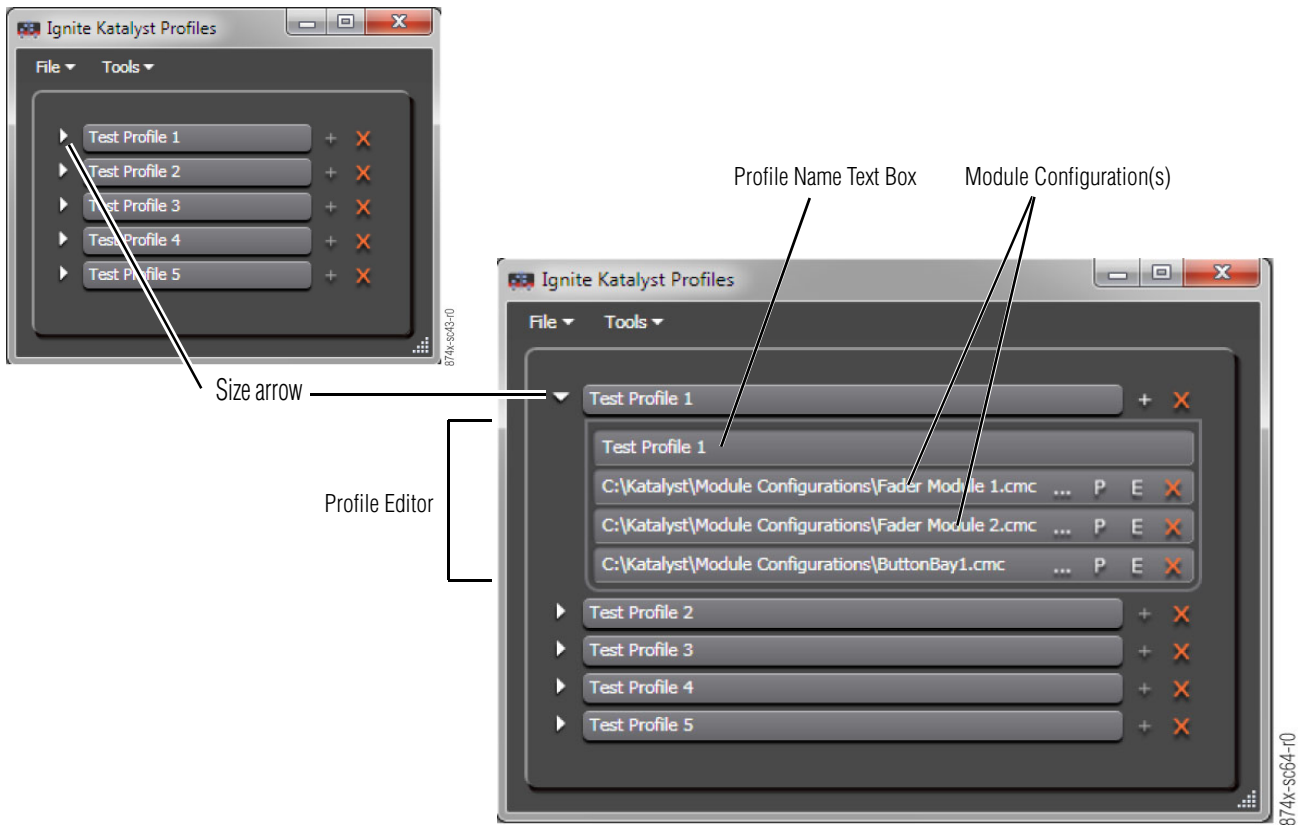 Ignite Katalyst Profiles
File Tools
Test Profile 1 + X
Test Profile 2 + X
Test Profile 3 + X
Test Profile 4 + X
Test Profile 5 + X
874x-sc43-r0
Size arrow
Profile Name Text Box
Module Configuration(s)
Profile Editor
Ignite Katalyst Profiles
File Tools
Test Profile 1 + X
Test Profile 1
C:\Katalyst\Module Configurations\Fader Module 1.cmc ... P E X
C:\Katalyst\Module Configurations\Fader Module 2.cmc ... P E X
C:\Katalyst\Module Configurations\ButtonBay1.cmc ... P E X
Test Profile 2 + X
Test Profile 3 + X
Test Profile 4 + X
Test Profile 5 + X
874x-sc64-r0